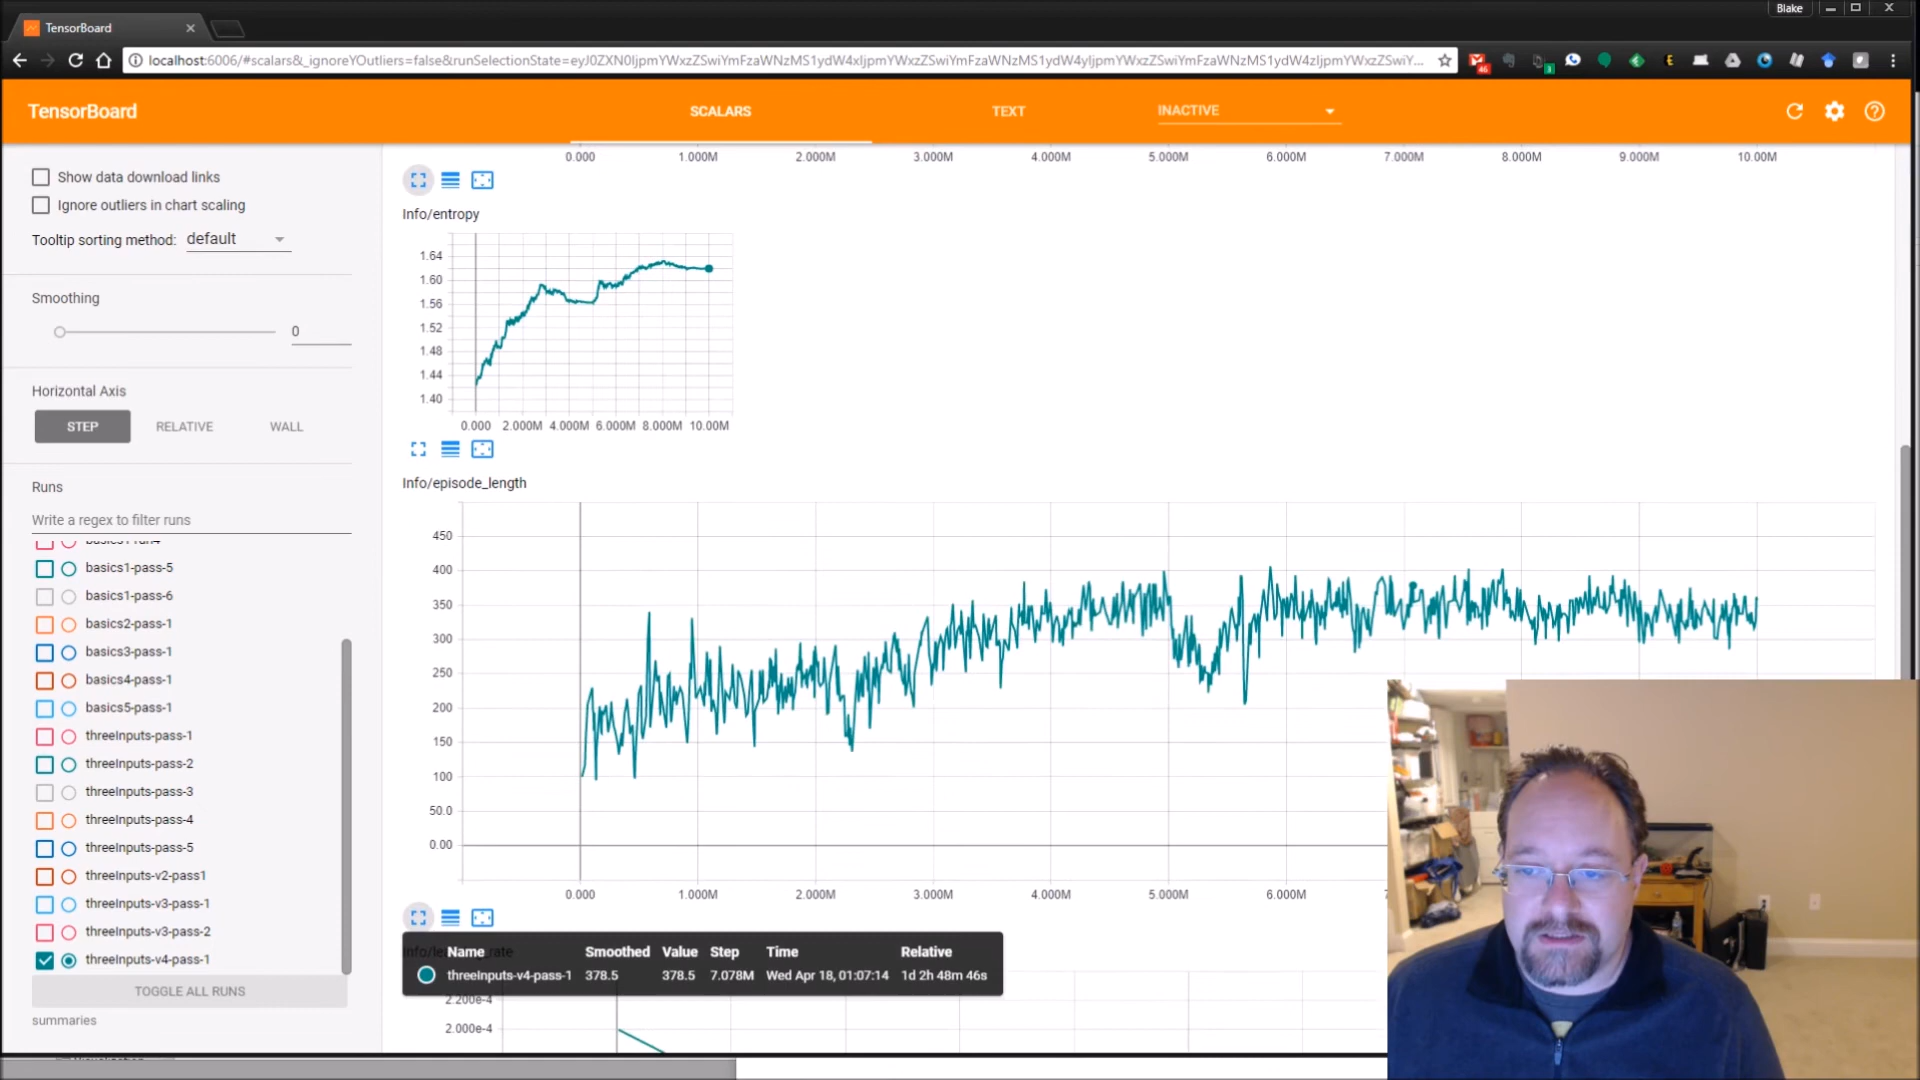 Blake
TensorBoard
localhost:6006/#scalars&_ignoreYOutliers=false&runSelectionState=eyJ0ZXN0IjpmYWxzZSwiYmFzaWNzMS1ydW4xIjpmYWxzZSwiYmFzaWNzMS1ydW4yIjpmYWxzZSwiYmFzaWNzMS1ydW4zIjpmYWxzZSwiY...
46
3
TensorBoard
SCALARS
TEXT
INACTIVE
Show data download links
Ignore outliers in chart scaling
Tooltip sorting method: default
Smoothing
0
Horizontal Axis
STEP RELATIVE WALL
Runs
Write a regex to filter runs
basics1-run4
basics1-pass-5
basics1-pass-6
basics2-pass-1
basics3-pass-1
basics4-pass-1
basics5-pass-1
threeInputs-pass-1
threeInputs-pass-2
threeInputs-pass-3
threeInputs-pass-4
threeInputs-pass-5
threeInputs-v2-pass1
threeInputs-v3-pass-1
threeInputs-v3-pass-2
threeInputs-v4-pass-1
TOGGLE ALL RUNS
summaries
0.000 1.000M 2.000M 3.000M 4.000M 5.000M 6.000M 7.000M 8.000M 9.000M 10.00M
Info/entropy
1.64
1.60
1.56
1.52
1.48
1.44
1.40
0.000 2.000M 4.000M 6.000M 8.000M 10.00M
Info/episode_length
450
400
350
300
250
200
150
100
50.0
0.00
0.000 1.000M 2.000M 3.000M 4.000M 5.000M 6.000M
Name Smoothed Value Step Time Relative
threeInputs-v4-pass-1 378.5 378.5 7.078M Wed Apr 18, 01:07:14 1d 2h 48m 46s
2.200e-4
2.000e-4